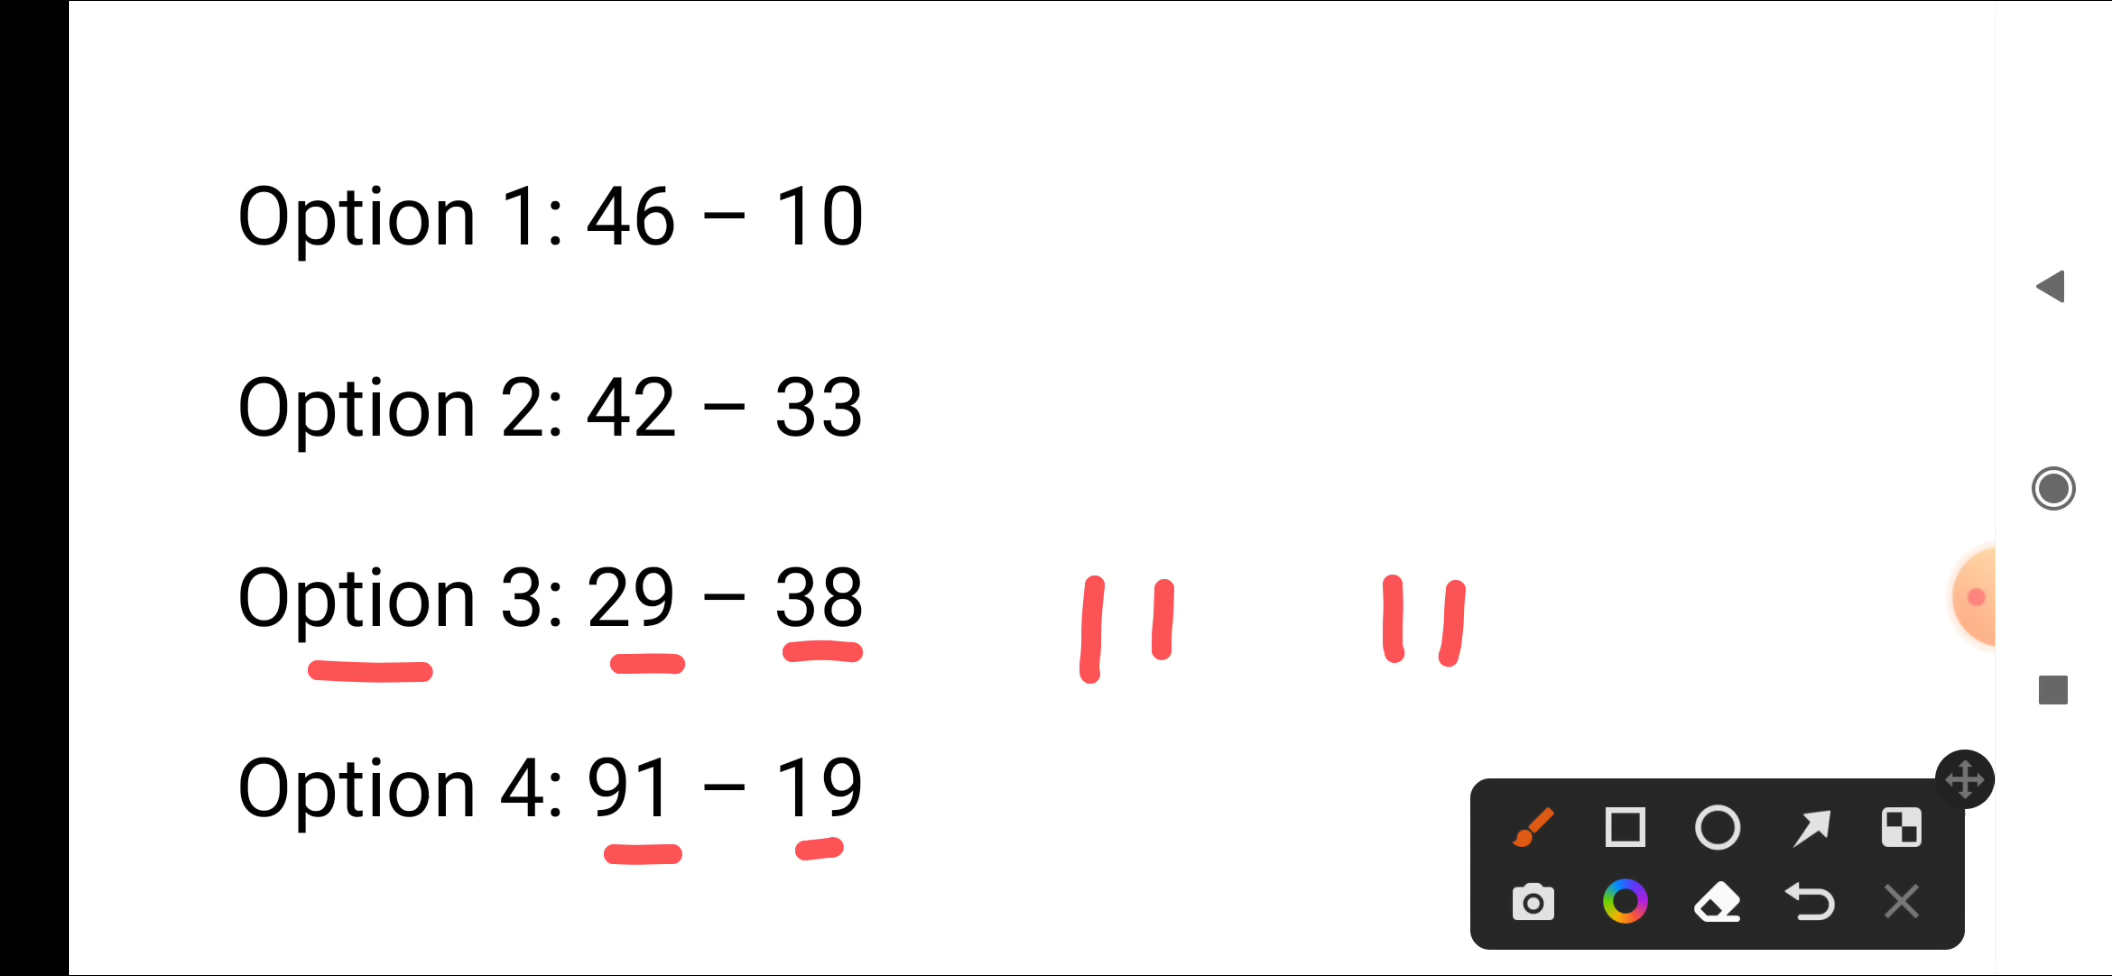 Option 1: 46 – 10
Option 2: 42 – 33
Option 3: 29 – 38
Option 4: 91 – 19